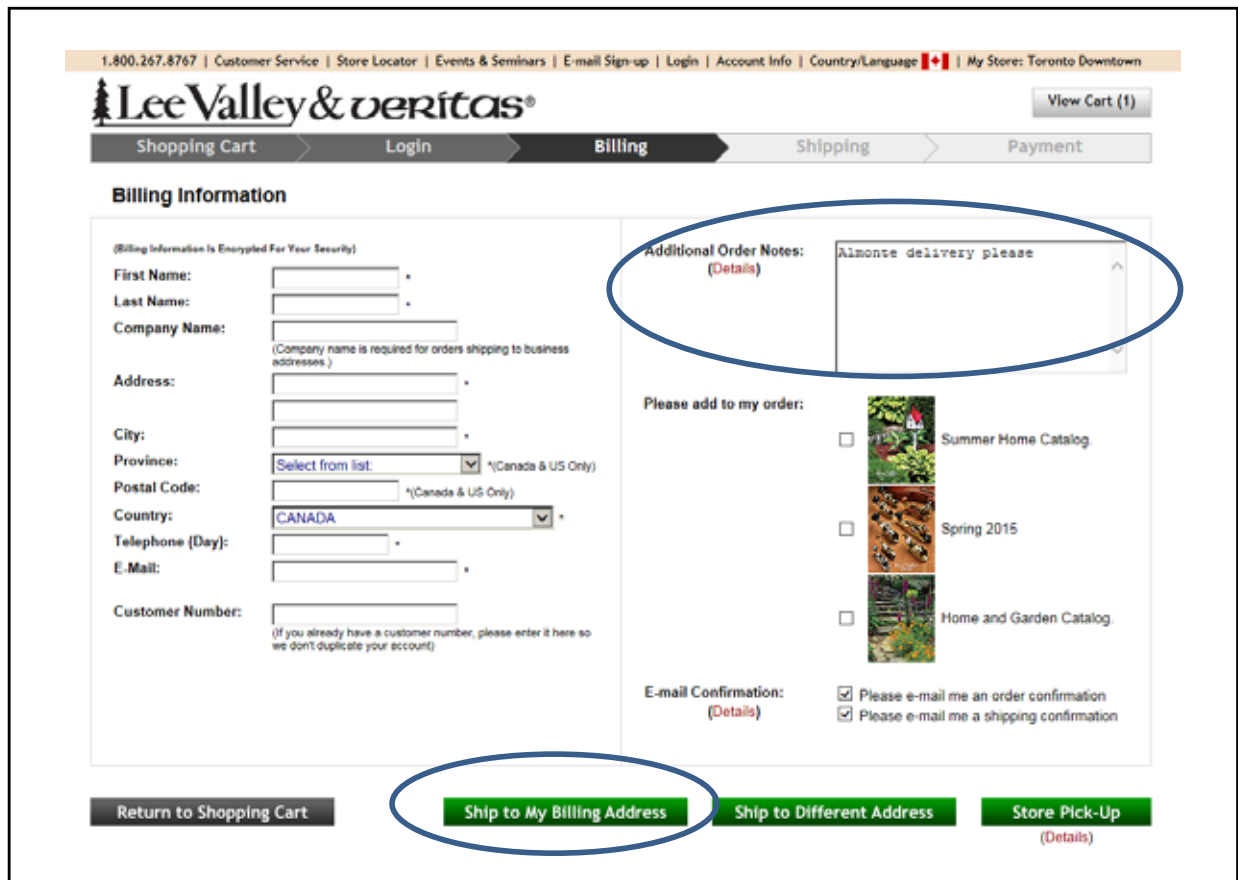 1.800.267.8767 | Customer Service | Store Locator | Events & Seminars | E-mail Sign-up | Login | Account Info | Country/Language | My Store: Toronto Downtown
Lee Valley & veritas®
View Cart (1)
Shopping Cart Login Billing Shipping Payment
Billing Information
(Billing Information Is Encrypted For Your Security)
First Name: *
Last Name: *
Company Name:
(Company name is required for orders shipping to business
addresses.)
Address: *
City: *
Province: Select from list: *(Canada & US Only)
Postal Code: *(Canada & US Only)
Country: CANADA *
Telephone (Day): *
E-Mail: *
Customer Number:
(If you already have a customer number, please enter it here so
we don't duplicate your account)
Additional Order Notes: Almonte delivery please
(Details)
Please add to my order:
Summer Home Catalog.
Spring 2015
Home and Garden Catalog.
E-mail Confirmation: Please e-mail me an order confirmation
(Details) Please e-mail me a shipping confirmation
Return to Shopping Cart Ship to My Billing Address Ship to Different Address Store Pick-Up
(Details)